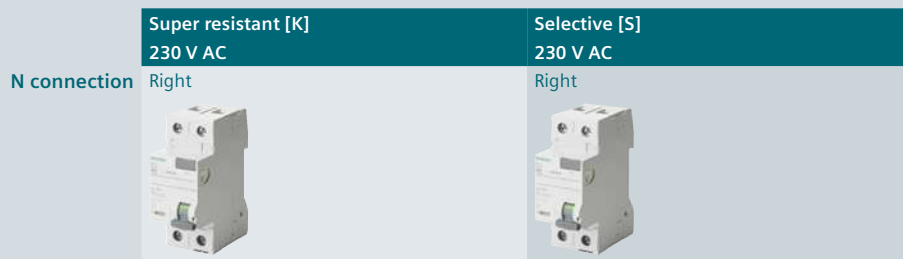 Super resistant [K]
230 V AC
Selective [S]
230 V AC
N connection Right
Right